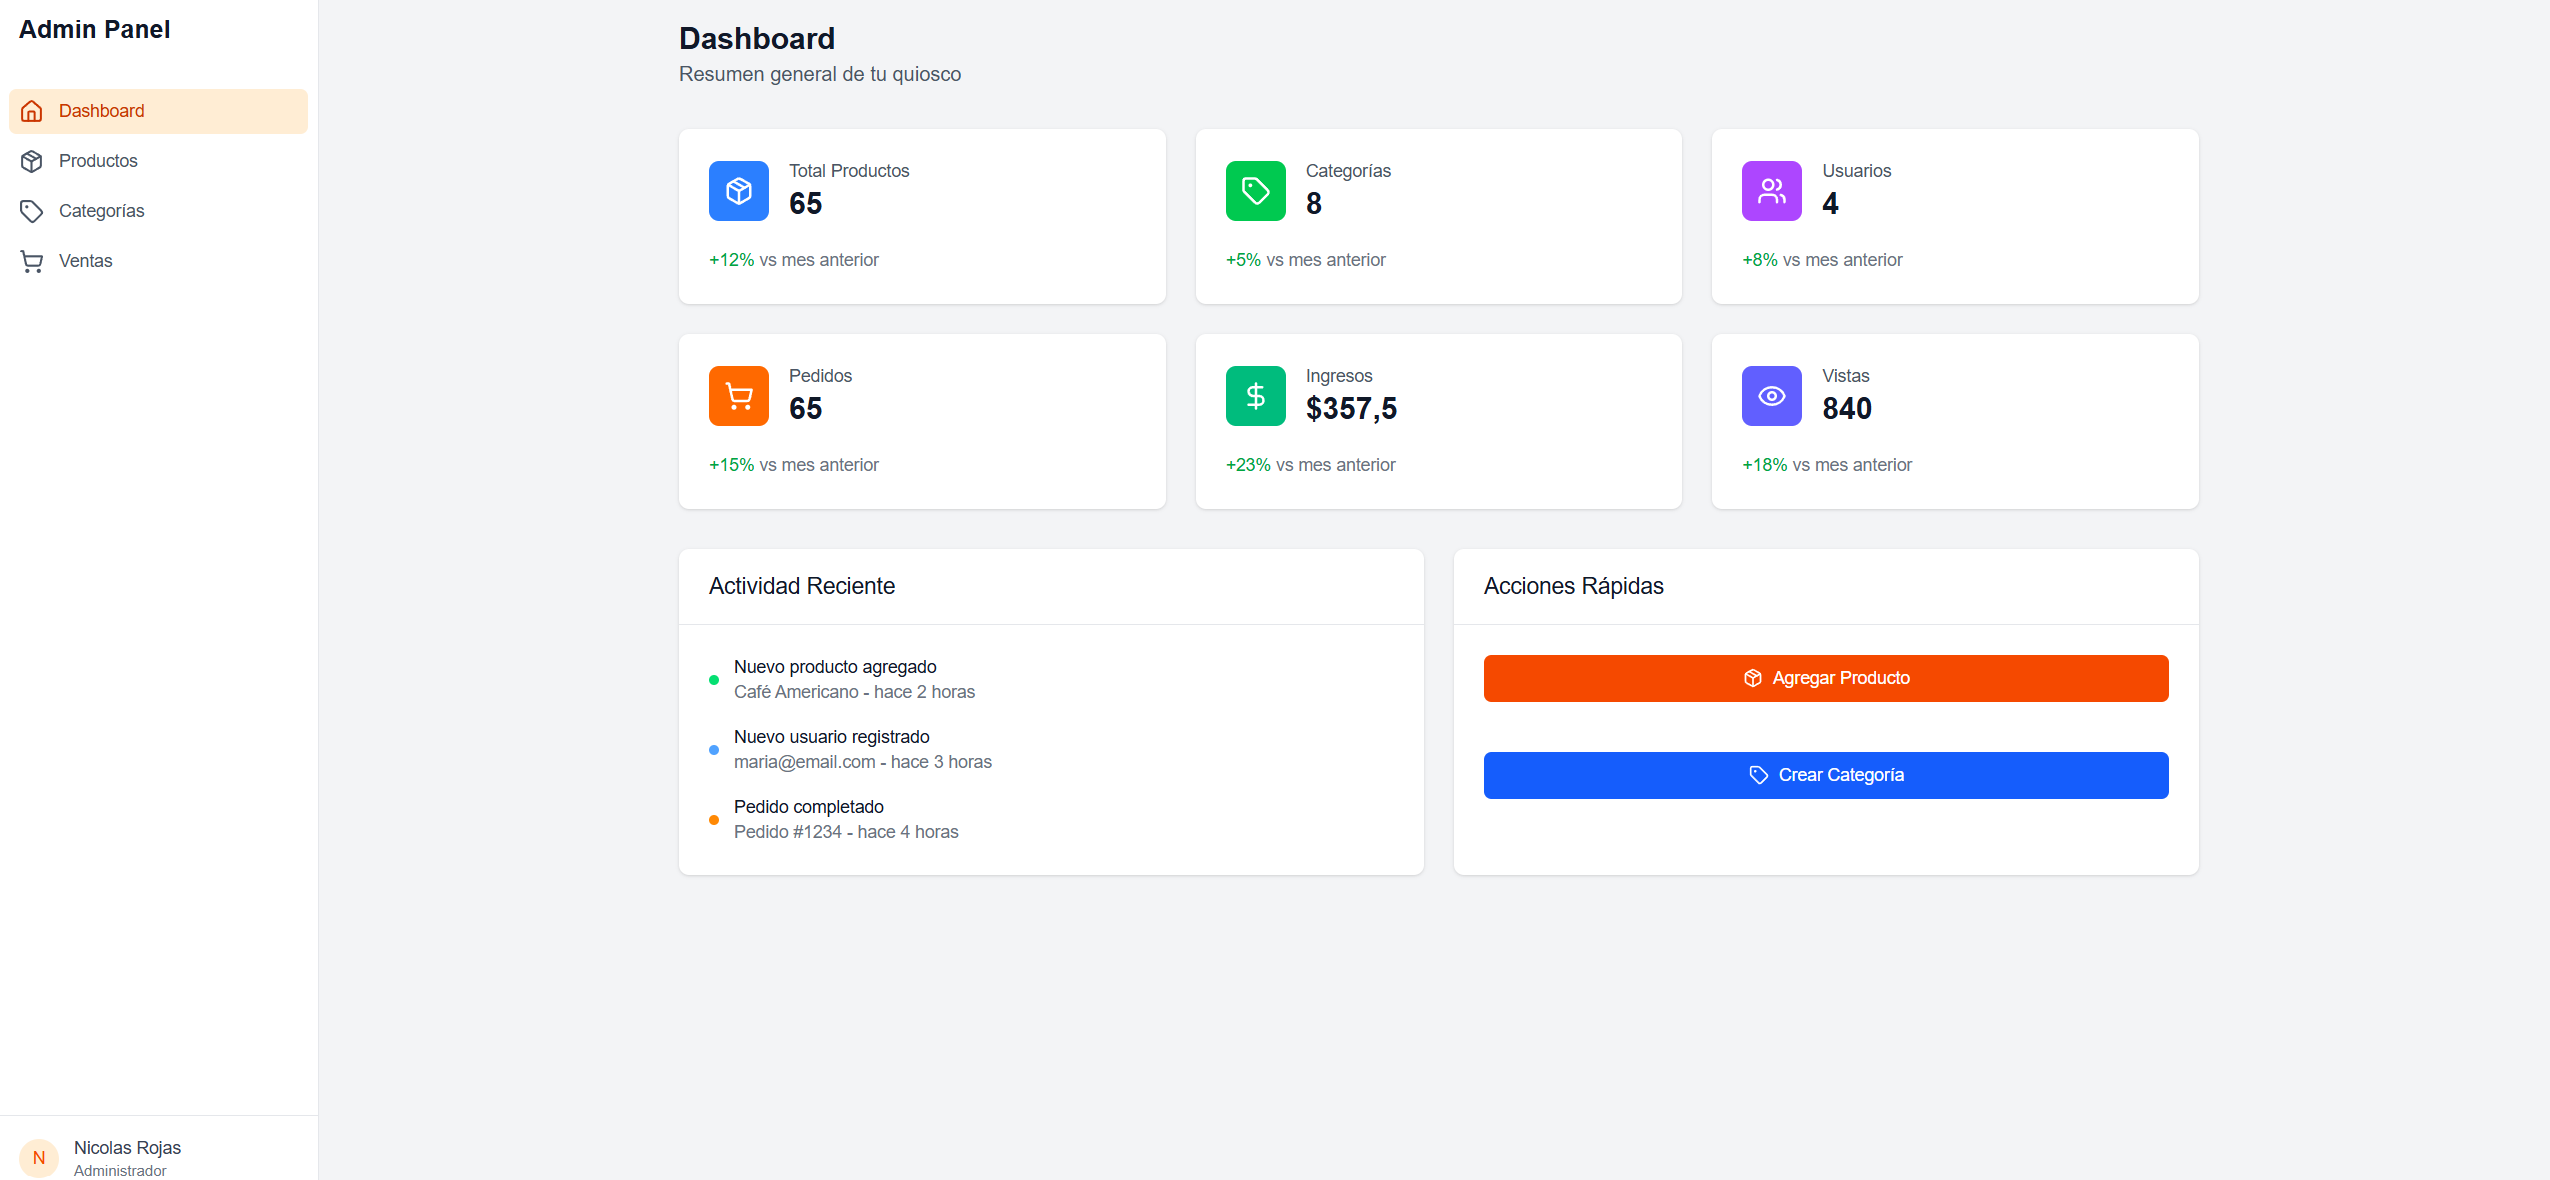 Admin Panel
Dashboard
Productos
Categorías
Ventas
Nicolas Rojas
Administrador
N
Dashboard
Resumen general de tu quiosco
Total Productos
65
+12% vs mes anterior
Categorías
8
+5% vs mes anterior
Usuarios
4
+8% vs mes anterior
Pedidos
65
+15% vs mes anterior
Ingresos
$357,5
+23% vs mes anterior
Vistas
840
+18% vs mes anterior
Actividad Reciente
Nuevo producto agregado
Café Americano - hace 2 horas
Nuevo usuario registrado
maria@email.com - hace 3 horas
Pedido completado
Pedido #1234 - hace 4 horas
Acciones Rápidas
Agregar Producto
Crear Categoría